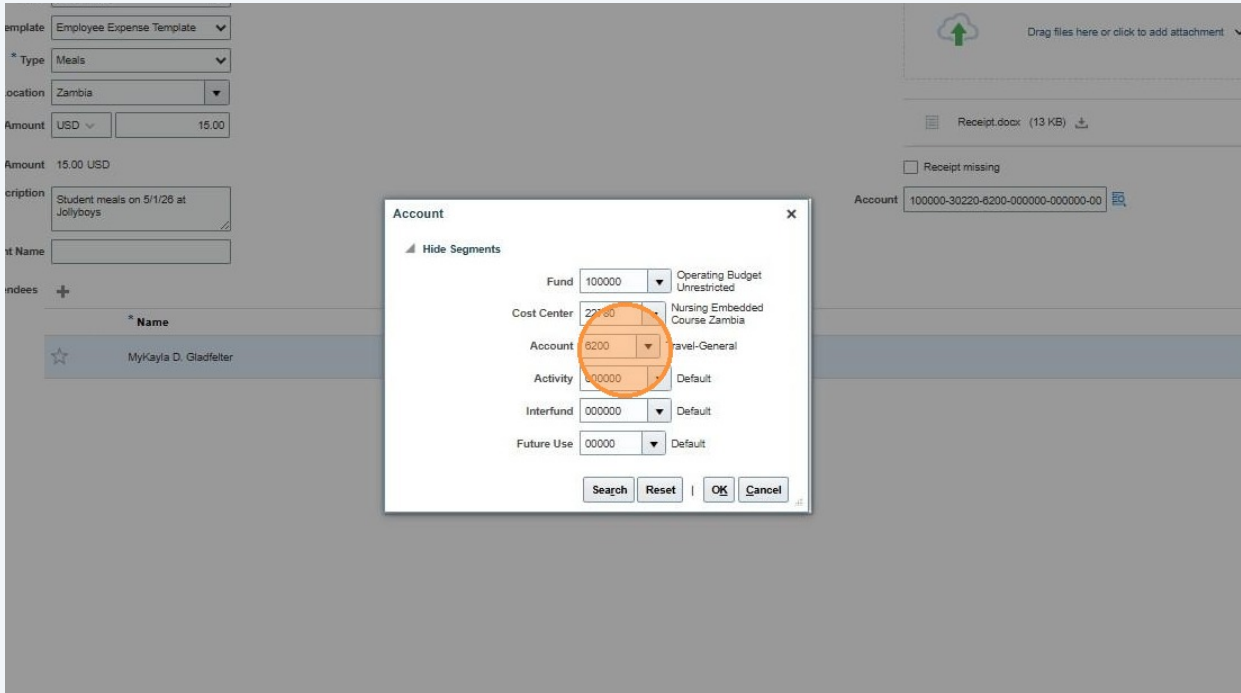 emplate Employee Expense Template
* Type Meals
ocation Zambia
Amount USD 15.00
Amount 15.00 USD
cription Student meals on 5/1/26 at
Jollyboys
nt Name
endees
* Name
MyKayla D. Gladfelter
Drag files here or click to add attachment
Receipt.docx (13 KB)
Receipt missing
Account 100000-30220-6200-000000-000000-00
Account
Hide Segments
Fund 100000 Operating Budget
Unrestricted
Cost Center Nursing Embedded
Course Zambia
Account 6200 Travel-General
Activity 000000 Default
Interfund 000000 Default
Future Use 00000 Default
Search Reset | OK Cancel